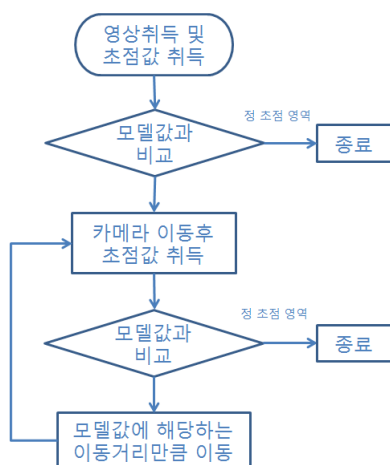 영상취득 및
초점값 취득
정 초점 영역
모델값과
비교
종료
카메라 이동후
초점값 취득
정 초점 영역
모델값과
비교
종료
모델값에 해당하는
이동거리만큼 이동